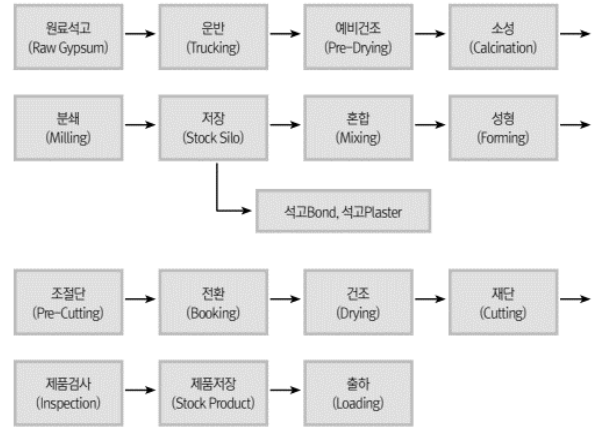 원료석고
(Raw Gypsum)
운반
(Trucking)
예비건조
(Pre-Drying)
소성
(Calcination)
분쇄
(Milling)
저장
(Stock Silo)
혼합
(Mixing)
성형
(Forming)
석고Bond, 석고Plaster
조절단
(Pre-Cutting)
전환
(Booking)
건조
(Drying)
재단
(Cutting)
제품검사
(Inspection)
제품저장
(Stock Product)
출하
(Loading)